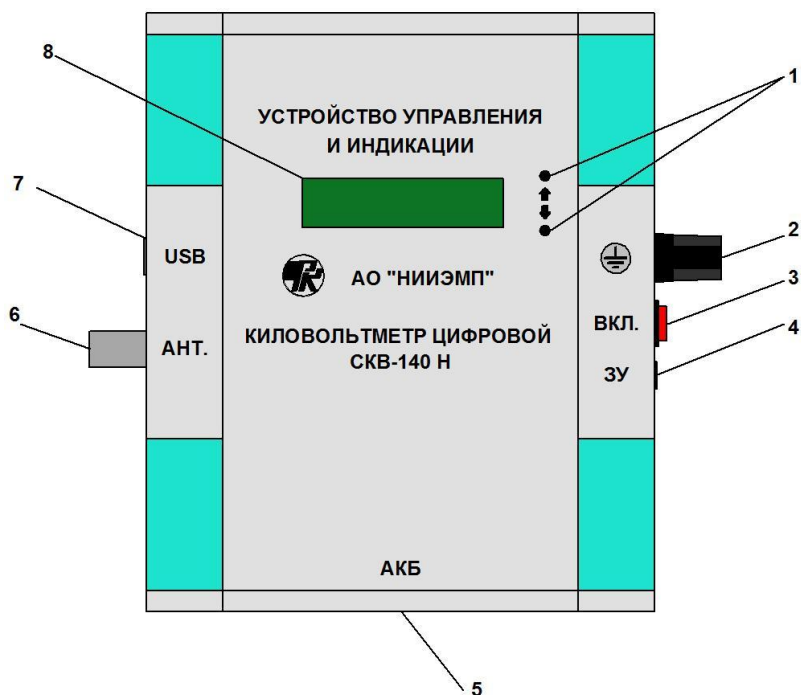 8
1
УСТРОЙСТВО УПРАВЛЕНИЯ
И ИНДИКАЦИИ
7
2
USB
АО "НИИЭМП"
3
6
ВКЛ.
АНТ.
КИЛОВОЛЬТМЕТР ЦИФРОВОЙ
4
СКВ-140 Н
ЗУ
АКБ
5